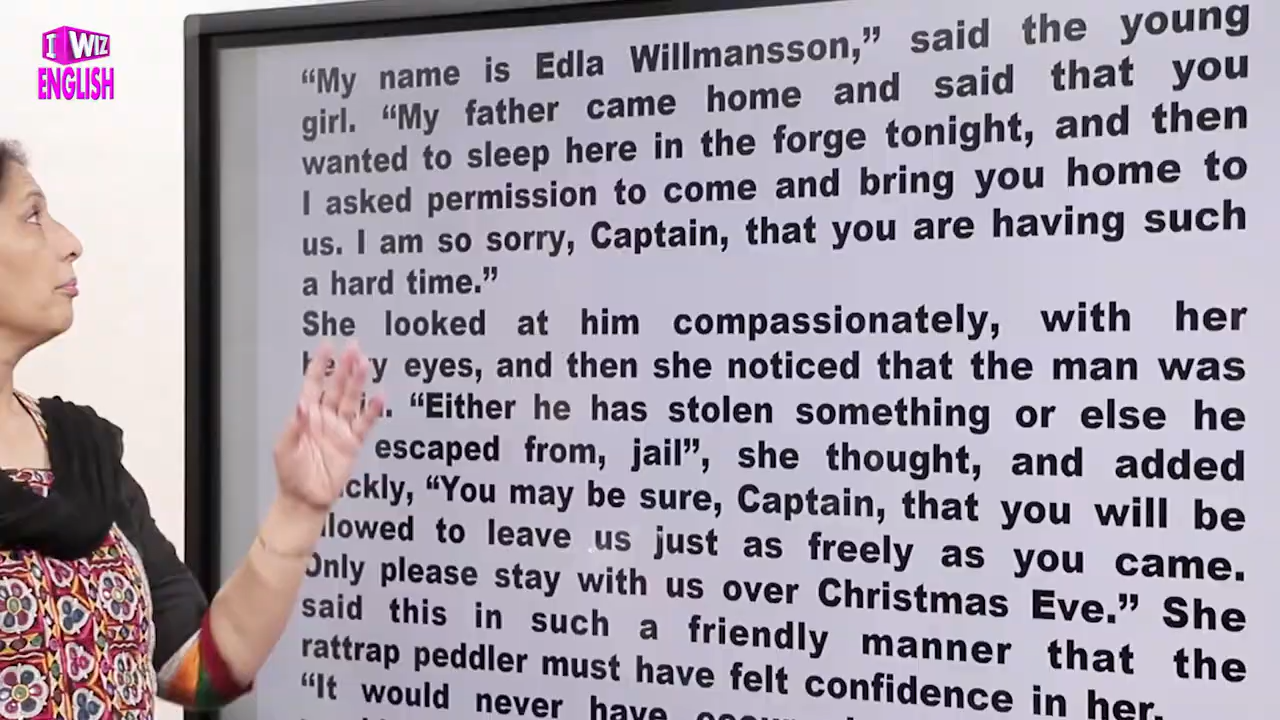 I WIZ
ENGLISH
“My name is Edla Willmansson,” said the young
girl. “My father came home and said that you
wanted to sleep here in the forge tonight, and then
I asked permission to come and bring you home to
us. I am so sorry, Captain, that you are having such
a hard time.”
She looked at him compassionately, with her
eyes, and then she noticed that the man was
“Either he has stolen something or else he
escaped from, jail”, she thought, and added
“You may be sure, Captain, that you will be
to leave us just as freely as you came.
Only please stay with us over Christmas Eve.” She
said this in such a friendly manner that the
rattrap peddler must have felt confidence in her.
“It would never have